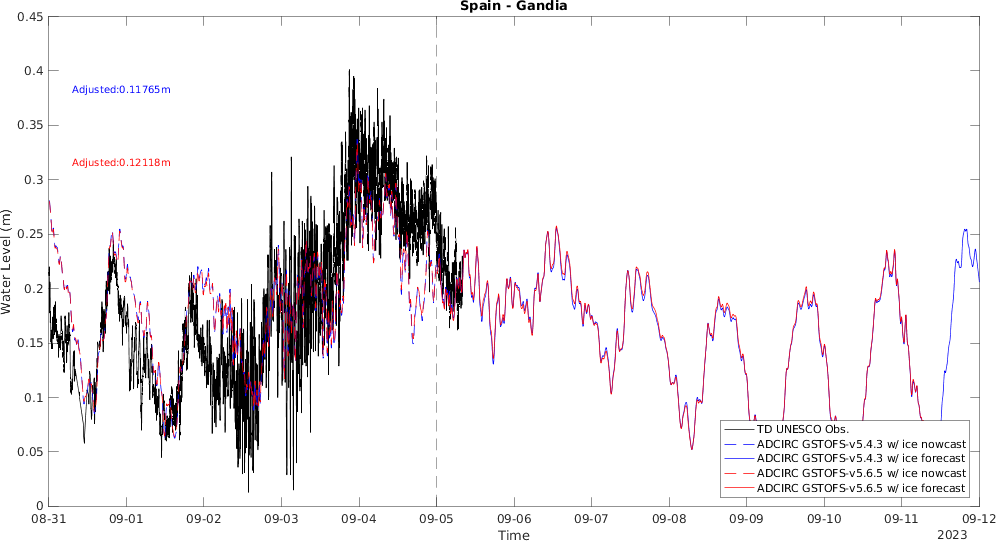 Spain - Gandia
0.45
0.4
0.35
0.3
0.25
0.2
0.15
0.1
0.05
0
Water Level (m)
Adjusted:0.11765m
Adjusted:0.12118m
TD UNESCO Obs.
ADCIRC GSTOFS-v5.4.3 w/ ice nowcast
ADCIRC GSTOFS-v5.4.3 w/ ice forecast
ADCIRC GSTOFS-v5.6.5 w/ ice nowcast
ADCIRC GSTOFS-v5.6.5 w/ ice forecast
08-31 09-01 09-02 09-03 09-04 09-05 09-06 09-07 09-08 09-09 09-10 09-11 09-12
Time
2023